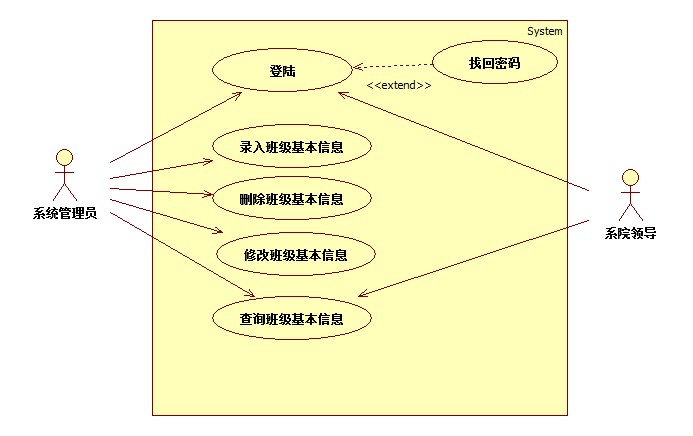 System
登陆
找回密码
<<extend>>
录入班级基本信息
删除班级基本信息
系统管理员
系院领导
修改班级基本信息
查询班级基本信息